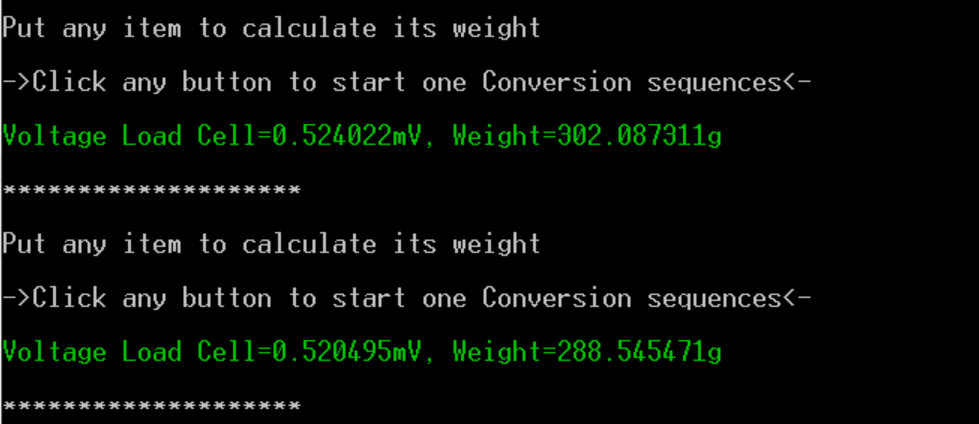 Put any item to calculate its weight
->Click any button to start one Conversion sequences<-
Voltage Load Cell=0.524022mV, Weight=302.087311g
********************
Put any item to calculate its weight
->Click any button to start one Conversion sequences<-
Voltage Load Cell=0.520495mV, Weight=288.545471g
********************